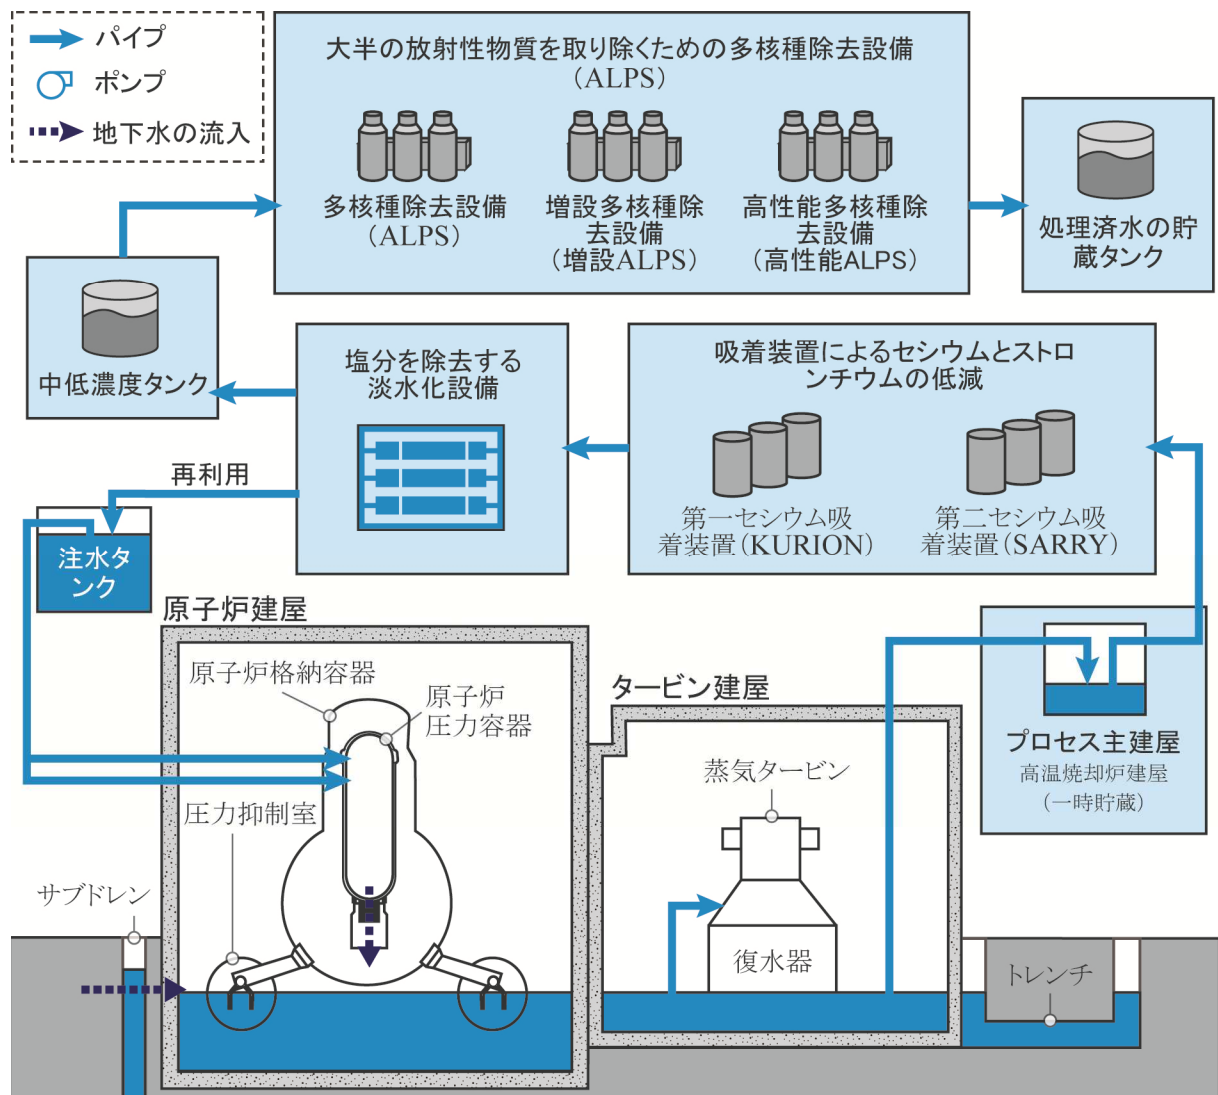 パイプ
ポンプ
地下水の流入
大半の放射性物質を取り除くための多核種除去設備
(ALPS)
多核種除去設備
(ALPS)
増設多核種除
去設備
(増設ALPS)
高性能多核種除
去設備
(高性能ALPS)
処理済水の貯
蔵タンク
中低濃度タンク
塩分を除去する
淡水化設備
吸着装置によるセシウムとストロ
ンチウムの低減
第一セシウム吸
着装置(KURION)
第二セシウム吸
着装置(SARRY)
再利用
注水タ
ンク
原子炉建屋
原子炉格納容器
原子炉
圧力容器
圧力抑制室
サブドレン
タービン建屋
蒸気タービン
復水器
プロセス主建屋
高温焼却炉建屋
(一時貯蔵)
トレンチ